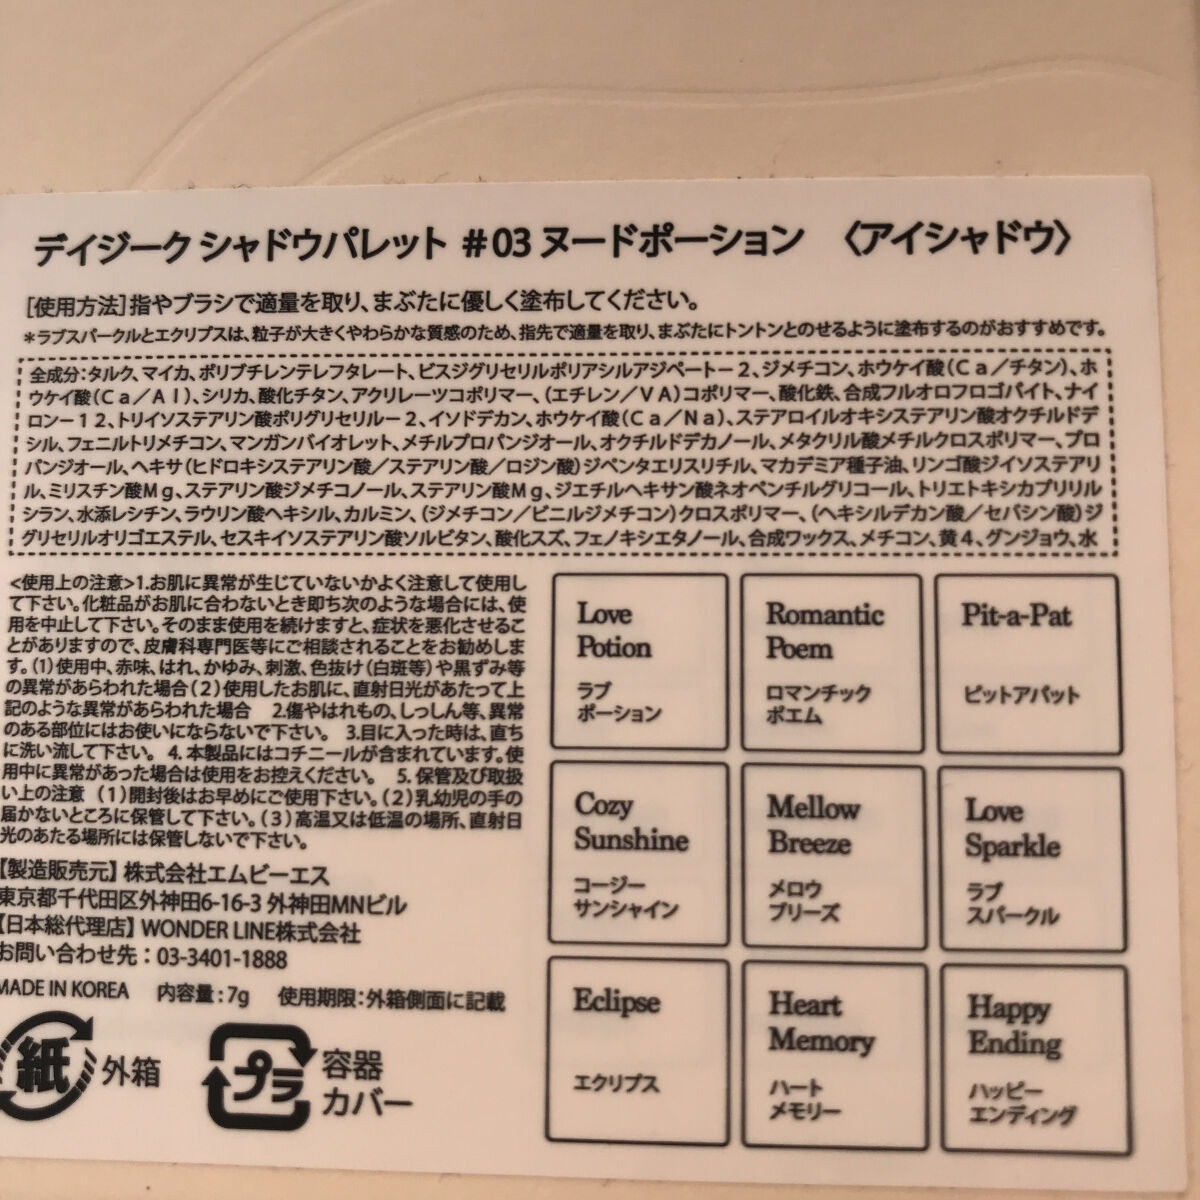 デイジーク シャドウパレット #03 ヌードポーション 〈アイシャドウ〉
[使用方法]指やブラシで適量を取り、まぶたに優しく塗布してください。
*ラブスパークルとエクリプスは、粒子が大きくやわらかな質感のため、指先で適量を取り、まぶたにトントンとのせるように塗布するのがおすすめです。
全成分:タルク、マイカ、ポリブチレンテレフタレート、ビスジグリセリルポリアシルアジペート-2、ジメチコン、ホウケイ酸(Ca/チタン)、ホ
ウケイ酸(Ca/Al)、シリカ、酸化チタン、アクリレーツコポリマー、(エチレン/VA)コポリマー、酸化鉄、合成フルオロフロゴパイト、ナイ
ロン-12、トリイソステアリン酸ポリグリセリル-2、イソドデカン、ホウケイ酸(Ca/Na)、ステアロイルオキシステアリン酸オクチルドデ
シル、フェニルトリメチコン、マンガンバイオレット、メチルプロパンジオール、オクチルドデカノール、メタクリル酸メチルクロスポリマー、プロ
パンジオール、ヘキサ(ヒドロキシステアリン酸/ステアリン酸/ロジン酸)ジペンタエリスリチル、マカデミア種子油、リンゴ酸ジイソステアリ
ル、ミリスチン酸Mg、ステアリン酸ジメチコノール、ステアリン酸Mg、ジエチルヘキサン酸ネオペンチルグリコール、トリエトキシカプリリル
シラン、水添レシチン、ラウリン酸ヘキシル、カルミン、(ジメチコン/ビニルジメチコン)クロスポリマー、(ヘキシルデカン酸/セバシン酸)ジ
グリセリルオリゴエステル、セスキイソステアリン酸ソルビタン、酸化スズ、フェノキシエタノール、合成ワックス、メチコン、黄4、グンジョウ、水
<使用上の注意>1.お肌に異常が生じていないかよく注意して使用し
て下さい。化粧品がお肌に合わないとき即ち次のような場合には、使
用を中止して下さい。そのまま使用を続けますと、症状を悪化させるこ
とがありますので、皮膚科専門医等にご相談されることをお勧めしま
す。(1)使用中、赤味、はれ、かゆみ、刺激、色抜け(白斑等)や黒ずみ等
の異常があらわれた場合(2)使用したお肌に、直射日光があたって上
記のような異常があらわれた場合 2.傷やはれもの、しっしん等、異常
のある部位にはお使いにならないで下さい。 3.目に入った時は、直ち
に洗い流して下さい。 4.本製品にはコチニールが含まれています。使
用中に異常があった場合は使用をお控えください。 5.保管及び取扱
い上の注意 (1)開封後はお早めにご使用下さい。(2)乳幼児の手の
届かないところに保管して下さい。(3)高温又は低温の場所、直射日
光のあたる場所には保管しないで下さい。
【製造販売元】株式会社エムビーエス
東京都千代田区外神田6-16-3 外神田MNビル
【日本総代理店】WONDER LINE株式会社
お問い合わせ先:03-3401-1888
MADE IN KOREA 内容量:7g 使用期限:外箱側面に記載
紙 外箱
プラ 容器
カバー
Love
Potion
ラブ
ポーション
Romantic
Poem
ロマンチック
ポエム
Pit-a-Pat
ピットアパット
Cozy
Sunshine
コージー
サンシャイン
Mellow
Breeze
メロウ
ブリーズ
Love
Sparkle
ラブ
スパークル
Eclipse
エクリプス
Heart
Memory
ハート
メモリー
Happy
Ending
ハッピー
エンディング